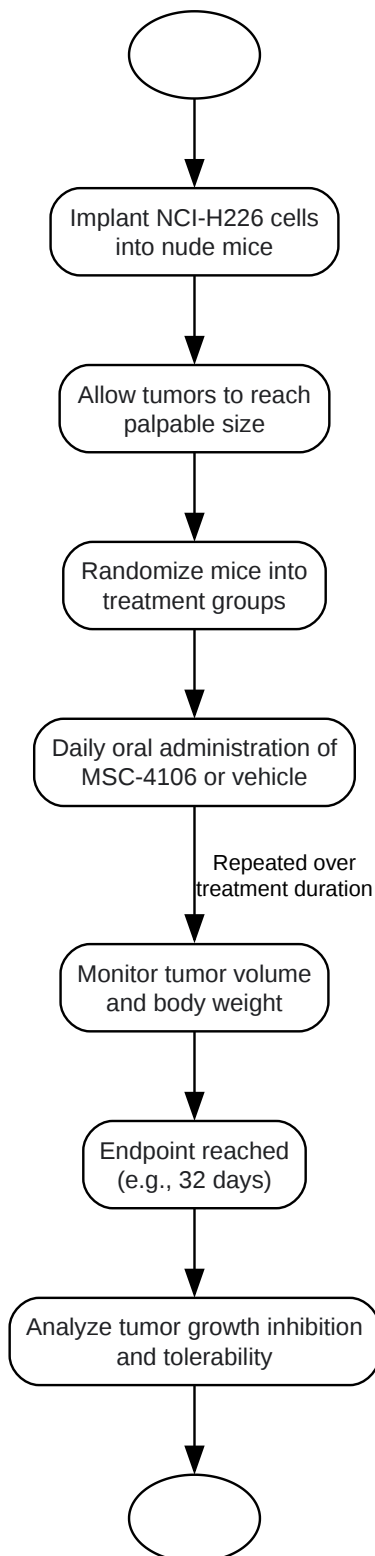 Implant NCI-H226 cells
into nude mice
Allow tumors to reach
palpable size
Randomize mice into
treatment groups
Daily oral administration of
MSC-4106 or vehicle
Repeated over
treatment duration
Monitor tumor volume
and body weight
Endpoint reached
(e.g., 32 days)
Analyze tumor growth inhibition
and tolerability